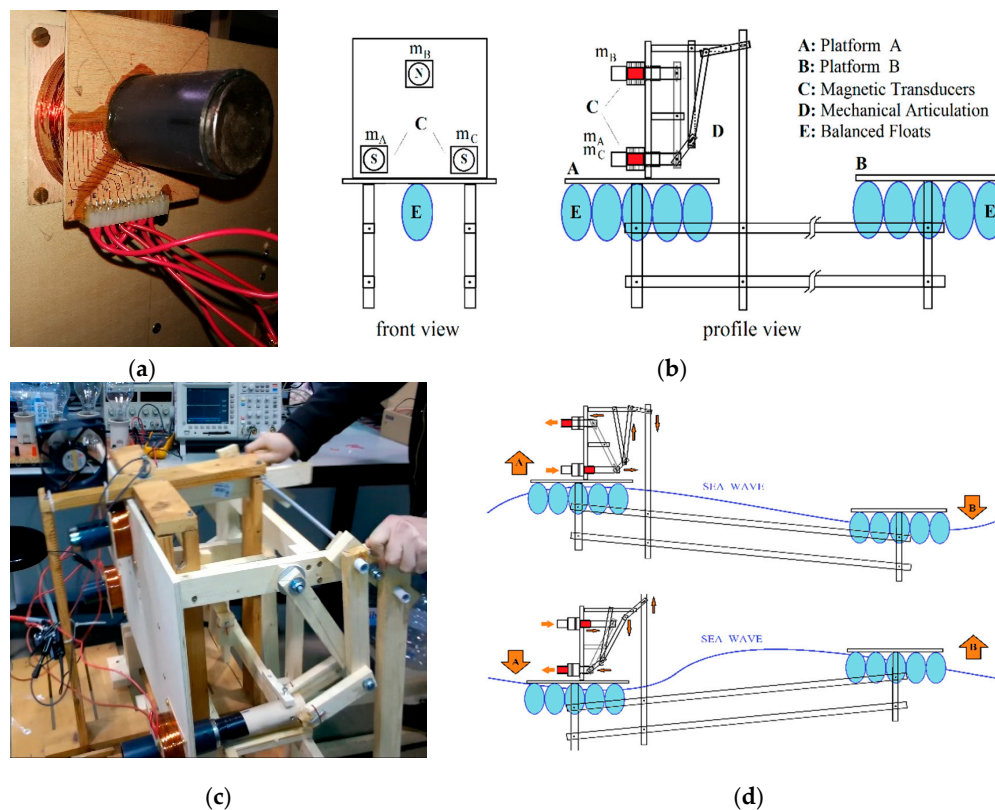 m_B
N
m_A
C
m_C
S
S
E
front view
(a)
m_B
C
m_A
m_C
D
A
E
B
E
profile view
A: Platform A
B: Platform B
C: Magnetic Transducers
D: Mechanical Articulation
E: Balanced Floats
(b)
(c)
A
SEA WAVE
B
A
SEA WAVE
B
(d)